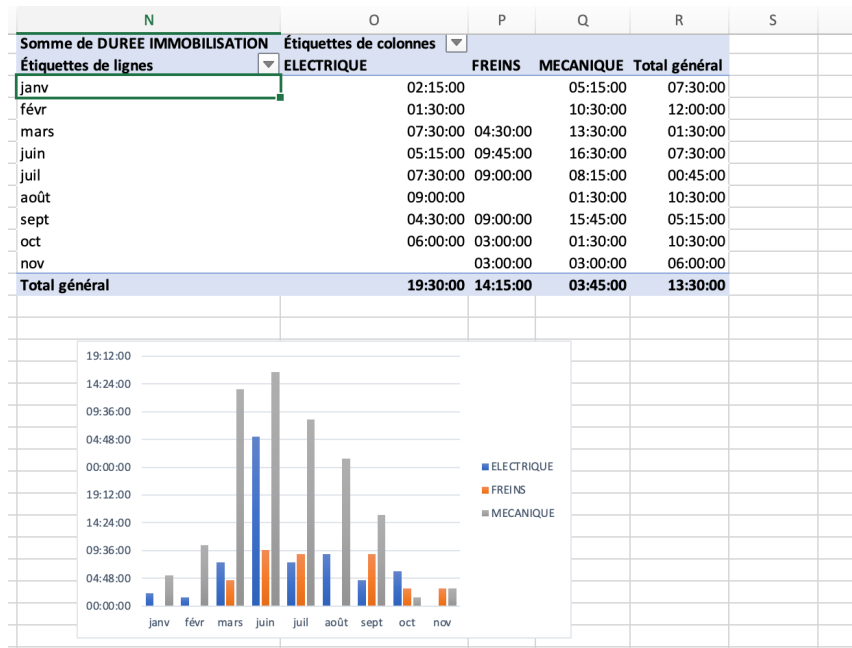 N O P Q R S
Somme de DUREE IMMOBILISATION Étiquettes de colonnes
Étiquettes de lignes ELECTRIQUE FREINS MECANIQUE Total général
janv 02:15:00 05:15:00 07:30:00
févr 01:30:00 10:30:00 12:00:00
mars 07:30:00 04:30:00 13:30:00 01:30:00
juin 05:15:00 09:45:00 16:30:00 07:30:00
juil 07:30:00 09:00:00 08:15:00 00:45:00
août 09:00:00 01:30:00 10:30:00
sept 04:30:00 09:00:00 15:45:00 05:15:00
oct 06:00:00 03:00:00 01:30:00 10:30:00
nov 03:00:00 03:00:00 06:00:00
Total général 19:30:00 14:15:00 03:45:00 13:30:00
19:12:00
14:24:00
09:36:00
04:48:00
00:00:00
19:12:00
14:24:00
09:36:00
04:48:00
00:00:00
janv févr mars juin juil août sept oct nov
ELECTRIQUE
FREINS
MECANIQUE